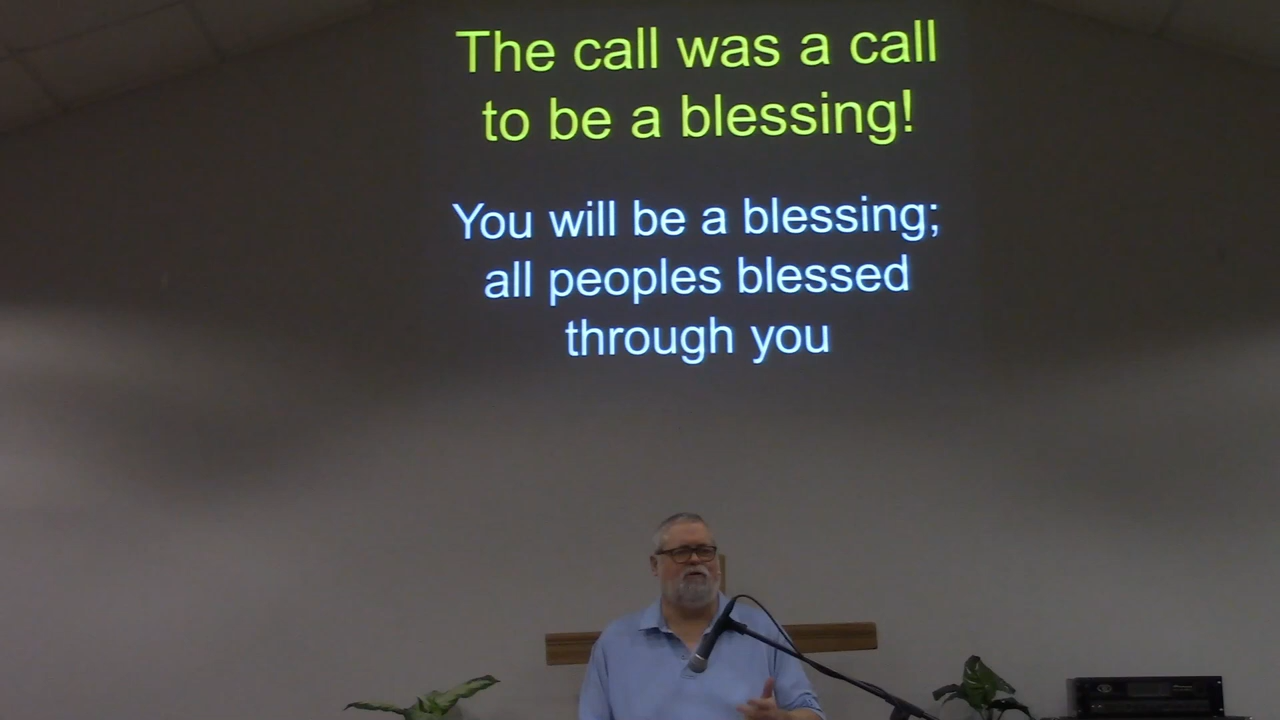 The call was a call
to be a blessing!
You will be a blessing;
all peoples blessed
through you